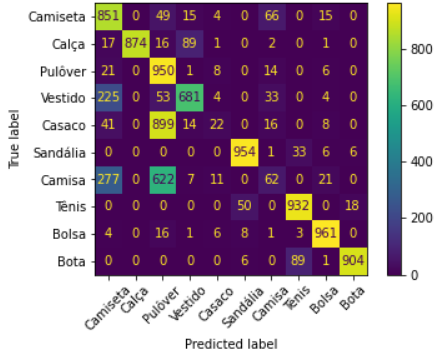 Camiseta 851 0 49 15 4 0 66 0 15 0
Calça 17 874 16 89 1 0 2 0 1 0
Pulôver 21 0 950 1 8 0 14 0 6 0
Vestido 225 0 53 681 4 0 33 0 4 0
Casaco 41 0 899 14 22 0 16 0 8 0
Sandália 0 0 0 0 0 954 1 33 6 6
Camisa 277 0 622 7 11 0 62 0 21 0
Tênis 0 0 0 0 0 50 0 932 0 18
Bolsa 4 0 16 1 6 8 1 3 961 0
Bota 0 0 0 0 0 6 0 89 1 904
True label
Camiseta Calça Pulôver Vestido Casaco Sandália Camisa Tênis Bolsa Bota
Predicted label
800
600
400
200
0